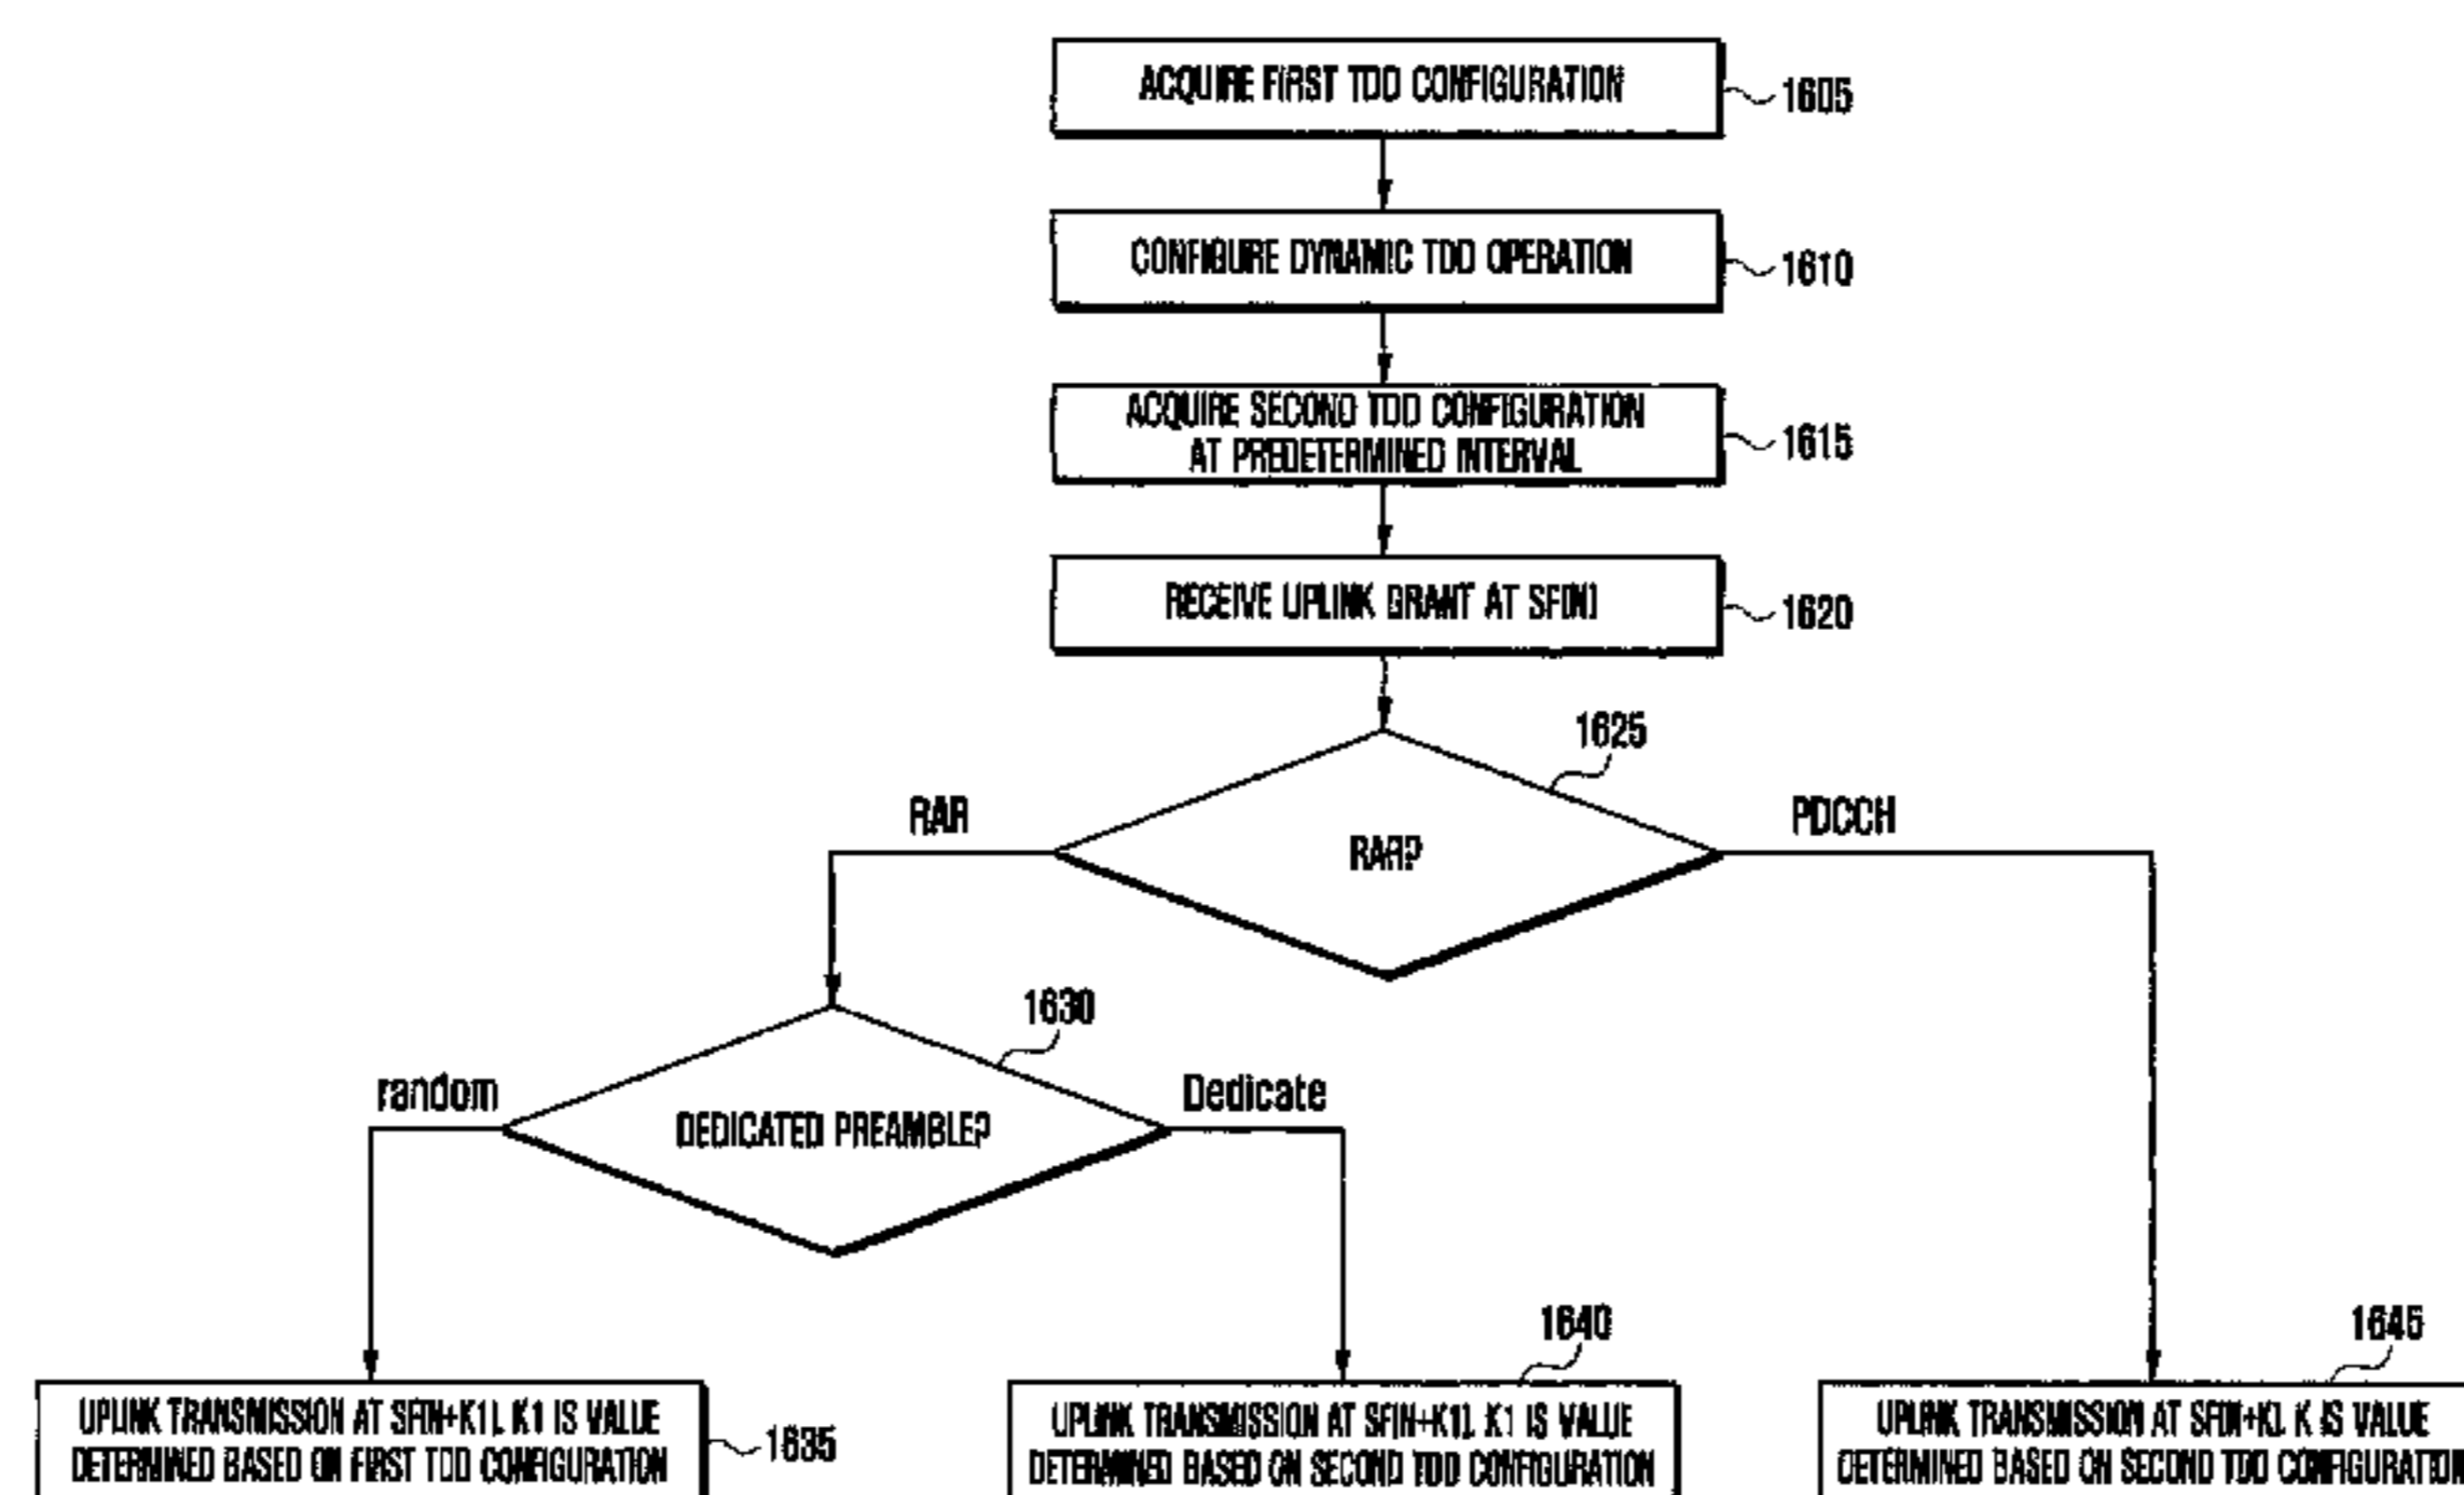 ACQUIRE FIRST TDD CONFIGURATION
1605
CONFIGURE DYNAMIC TDD OPERATION
1610
ACQUIRE SECOND TDD CONFIGURATION
AT PREDETERMINED INTERVAL
1615
RECEIVE UPLINK GRANT AT SF[N]
1620
1625
RAR
RAR?
PDCCH
1630
random
DEDICATED PREAMBLE?
Dedicate
UPLINK TRANSMISSION AT SF[N+K1]. K1 IS VALUE
DETERMINED BASED ON FIRST TDD CONFIGURATION
1635
1640
UPLINK TRANSMISSION AT SF[N+K1]. K1 IS VALUE
DETERMINED BASED ON SECOND TDD CONFIGURATION
1645
UPLINK TRANSMISSION AT SF[N+K]. K IS VALUE
DETERMINED BASED ON SECOND TDD CONFIGURATION